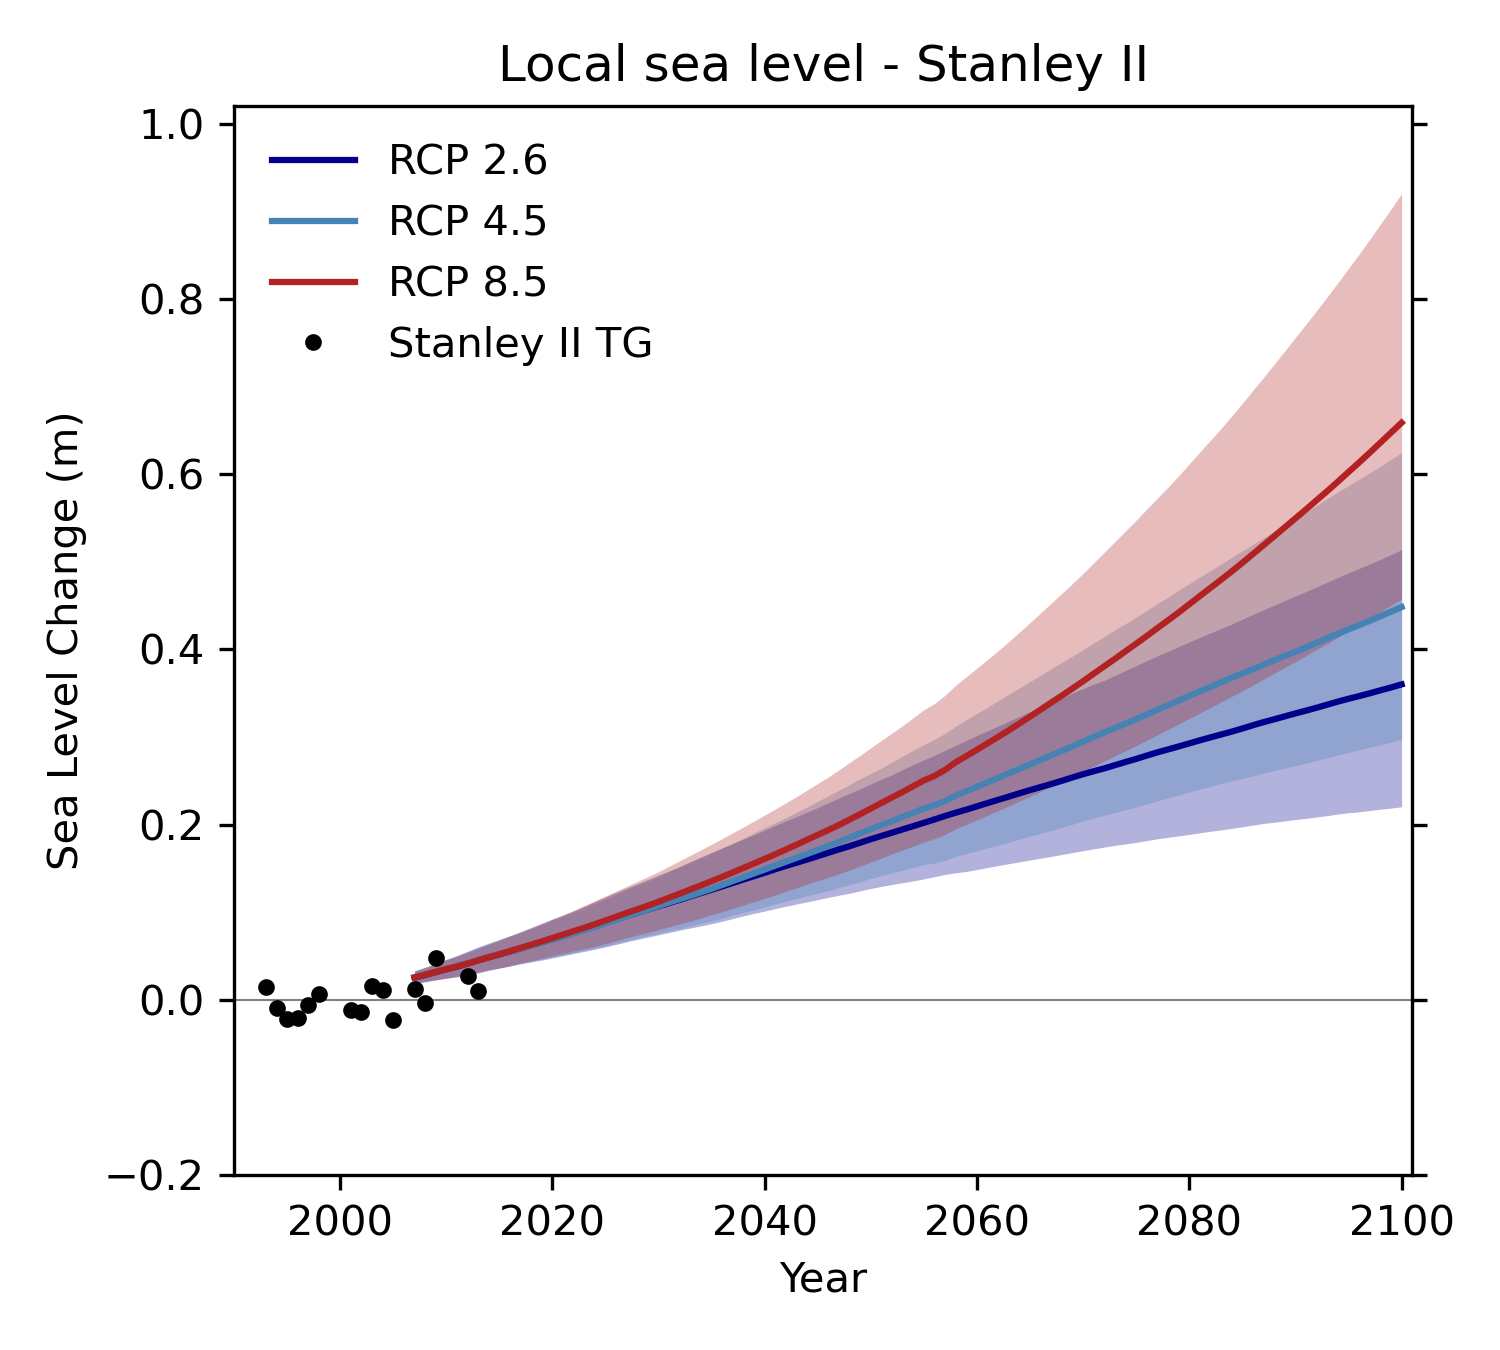 Local sea level - Stanley II
RCP 2.6
RCP 4.5
RCP 8.5
Stanley II TG
Sea Level Change (m)
1.0
0.8
0.6
0.4
0.2
0.0
−0.2
2000 2020 2040 2060 2080 2100
Year